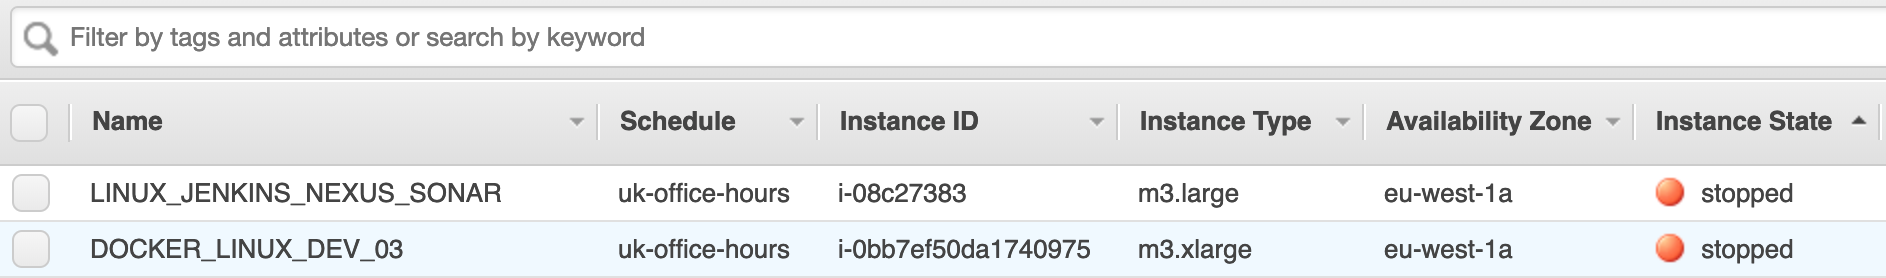 Filter by tags and attributes or search by keyword
Name Schedule Instance ID Instance Type Availability Zone Instance State
LINUX_JENKINS_NEXUS_SONAR uk-office-hours i-08c27383 m3.large eu-west-1a stopped
DOCKER_LINUX_DEV_03 uk-office-hours i-0bb7ef50da1740975 m3.xlarge eu-west-1a stopped